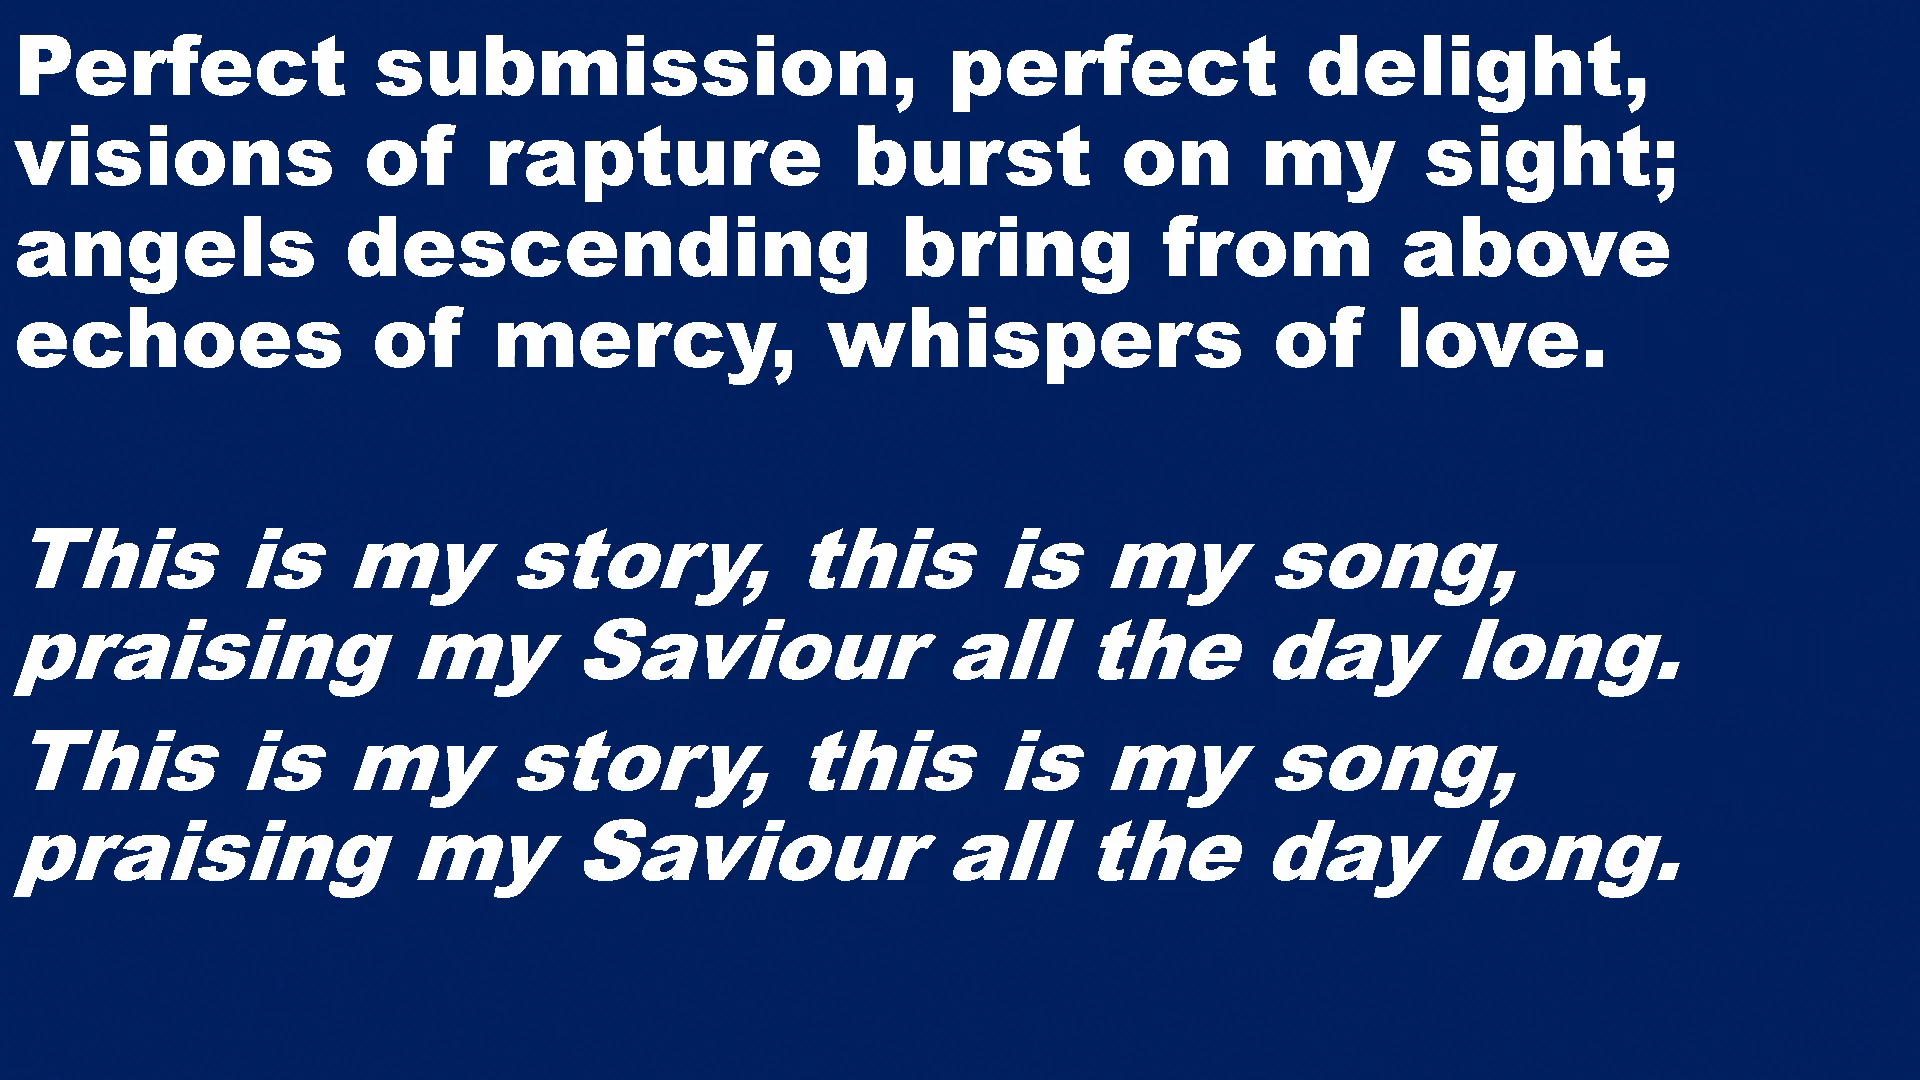 Perfect submission, perfect delight,
visions of rapture burst on my sight;
angels descending bring from above
echoes of mercy, whispers of love.
This is my story, this is my song,
praising my Saviour all the day long.
This is my story, this is my song,
praising my Saviour all the day long.